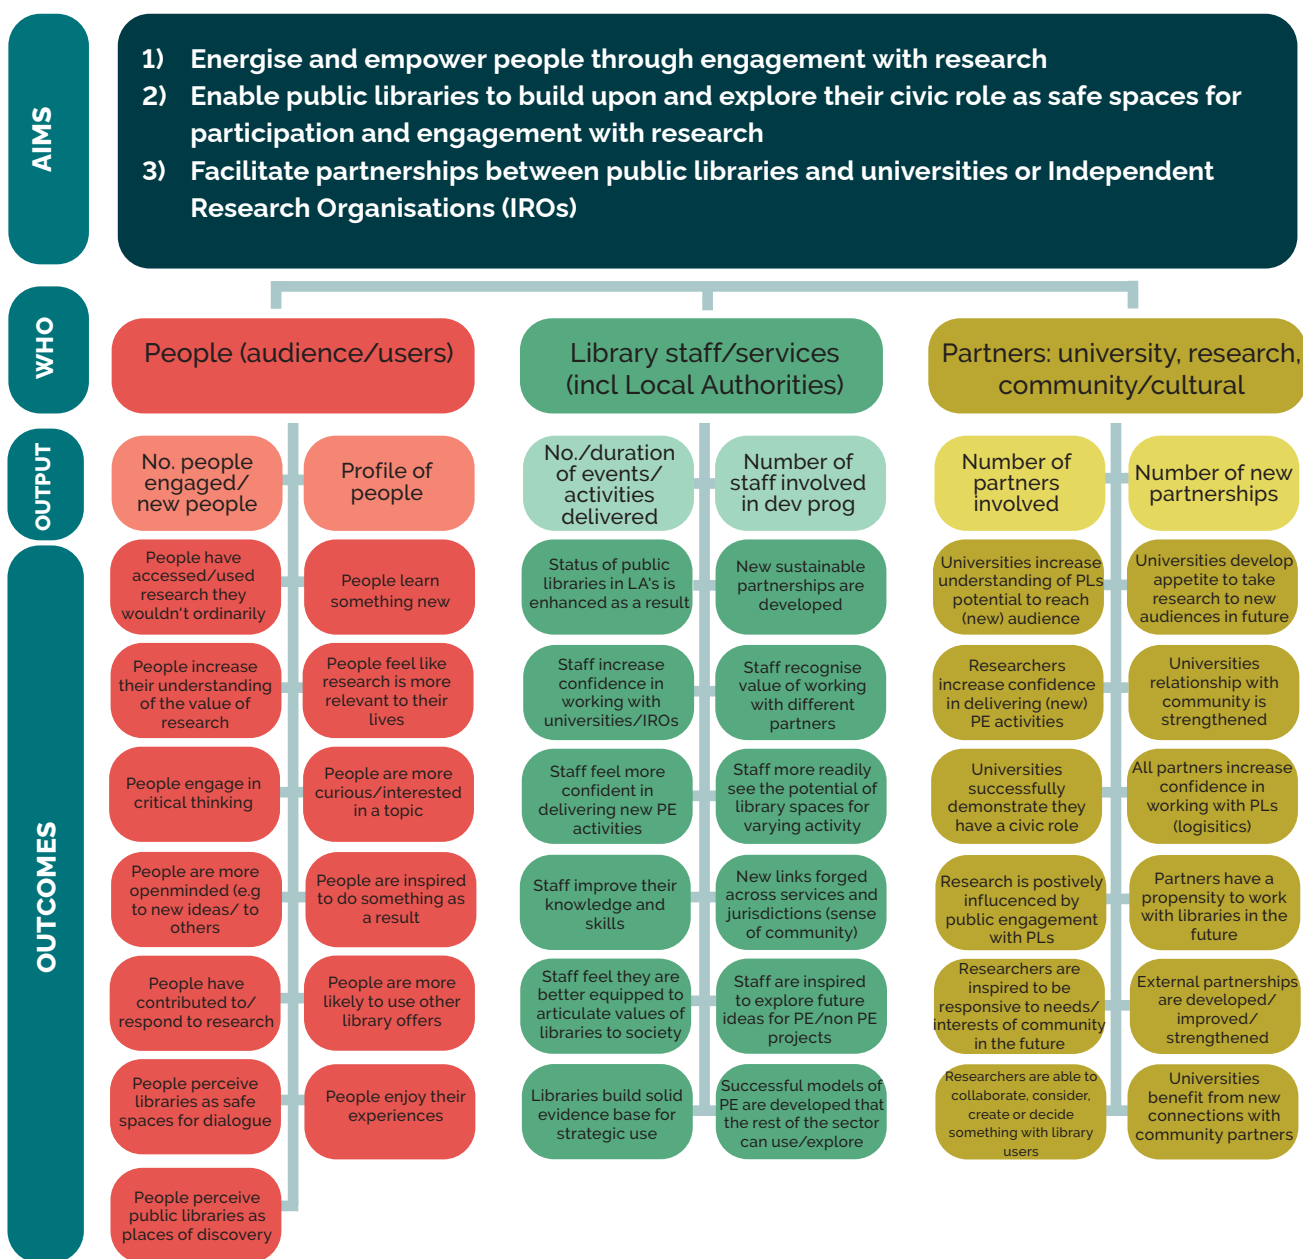 AIMS
1) Energise and empower people through engagement with research
2) Enable public libraries to build upon and explore their civic role as safe spaces for
participation and engagement with research
3) Facilitate partnerships between public libraries and universities or Independent
Research Organisations (IROs)
WHO
People (audience/users)
Library staff/services
(incl Local Authorities)
Partners: university, research,
community/cultural
OUTPUT
No. people
engaged/
new people
Profile of
people
No./duration
of events/
activities
delivered
Number of
staff involved
in dev prog
Number of
partners
involved
Number of new
partnerships
OUTCOMES
People have
accessed/used
research they
wouldn't ordinarily
People learn
something new
Status of public
libraries in LA's is
enhanced as a result
New sustainable
partnerships are
developed
Universities increase
understanding of PLs
potential to reach
(new) audience
Universities develop
appetite to take
research to new
audiences in future
People increase
their understanding
of the value of
research
People feel like
research is more
relevant to their
lives
Staff increase
confidence in
working with
universities/IROs
Staff recognise
value of working
with different
partners
Researchers
increase confidence
in delivering (new)
PE activities
Universities
relationship with
community is
strengthened
People engage in
critical thinking
People are more
curious/interested
in a topic
Staff feel more
confident in
delivering new PE
activities
Staff more readily
see the potential of
library spaces for
varying activity
Universities
successfully
demonstrate they
have a civic role
All partners increase
confidence in
working with PLs
(logisitics)
People are more
openminded (e.g
to new ideas/ to
others
People are inspired
to do something as
a result
Staff improve their
knowledge and
skills
New links forged
across services and
jurisdictions (sense
of community)
Research is postively
influcenced by
public engagement
with PLs
Partners have a
propensity to work
with libraries in the
future
People have
contributed to/
respond to research
People are more
likely to use other
library offers
Staff feel they are
better equipped to
articulate values of
libraries to society
Staff are inspired
to explore future
ideas for PE/non PE
projects
Researchers are
inspired to be
responsive to needs/
interests of community
in the future
External partnerships
are developed/
improved/
strengthened
People perceive
libraries as safe
spaces for dialogue
People enjoy their
experiences
Libraries build solid
evidence base for
strategic use
Successful models of
PE are developed that
the rest of the sector
can use/explore
Researchers are able to
collaborate, consider,
create or decide
something with library
users
Universities
benefit from new
connections with
community partners
People perceive
public libraries as
places of discovery